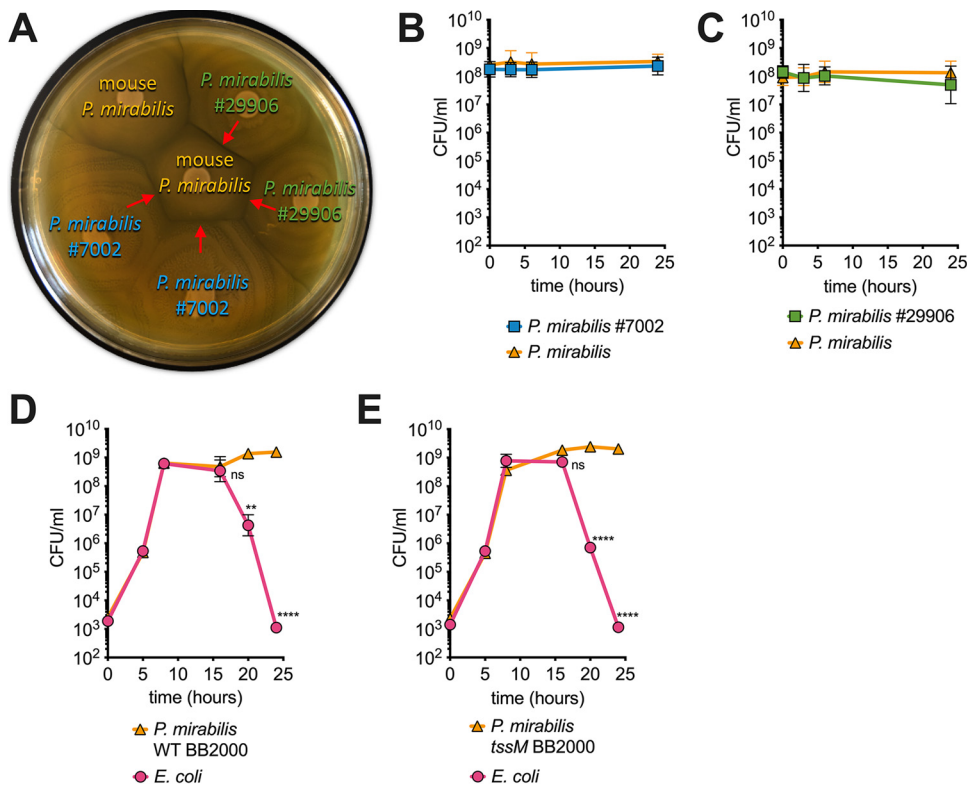 A
mouse
P. mirabilis
P. mirabilis
#29906
mouse
P. mirabilis
P. mirabilis
#29906
P. mirabilis
#7002
P. mirabilis
#7002
B
CFU/ml
10^10
10^9
10^8
10^7
10^6
10^5
10^4
10^3
10^2
0 5 10 15 20 25
time (hours)
P. mirabilis #7002
P. mirabilis
C
CFU/ml
10^10
10^9
10^8
10^7
10^6
10^5
10^4
10^3
10^2
0 5 10 15 20 25
time (hours)
P. mirabilis #29906
P. mirabilis
D
CFU/ml
10^10
10^9
10^8
10^7
10^6
10^5
10^4
10^3
10^2
ns
**
****
0 5 10 15 20 25
time (hours)
P. mirabilis
WT BB2000
E. coli
E
CFU/ml
10^10
10^9
10^8
10^7
10^6
10^5
10^4
10^3
10^2
ns
****
****
0 5 10 15 20 25
time (hours)
P. mirabilis
tssM BB2000
E. coli